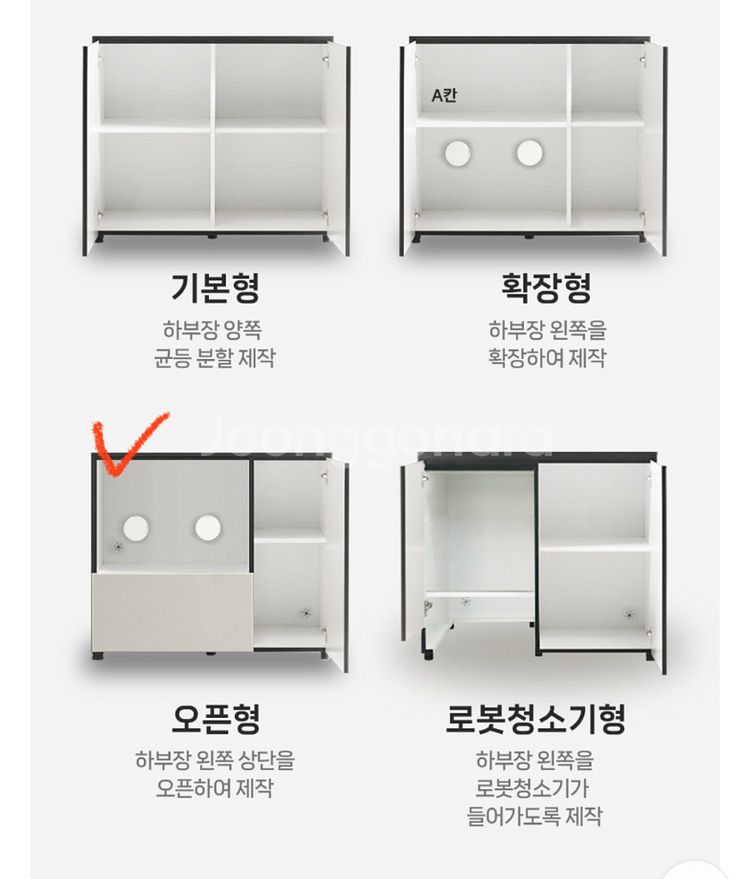 A칸
기본형
하부장 양쪽
균등 분할 제작
확장형
하부장 왼쪽을
확장하여 제작
Joonggonara
오픈형
하부장 왼쪽 상단을
오픈하여 제작
로봇청소기형
하부장 왼쪽을
로봇청소기가
들어가도록 제작